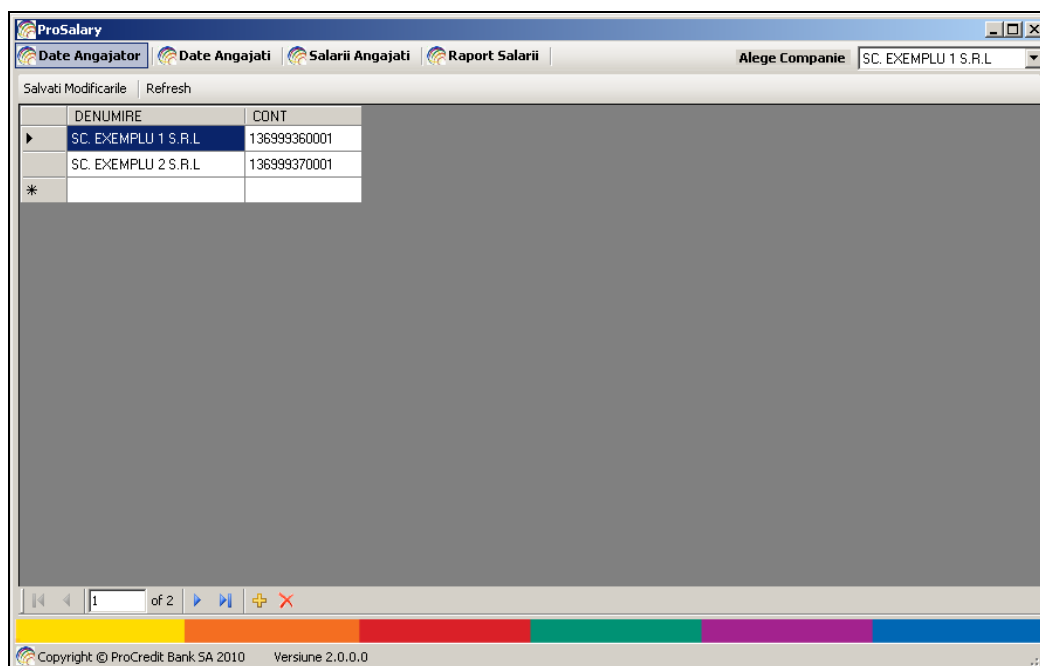 ProSalary
Date Angajator Date Angajati Salarii Angajati Raport Salarii Alege Companie SC. EXEMPLU 1 S.R.L
Salvati Modificarile Refresh
DENUMIRE CONT
SC. EXEMPLU 1 S.R.L 136999360001
SC. EXEMPLU 2 S.R.L 136999370001
1 of 2
Copyright © ProCredit Bank SA 2010 Versiune 2.0.0.0